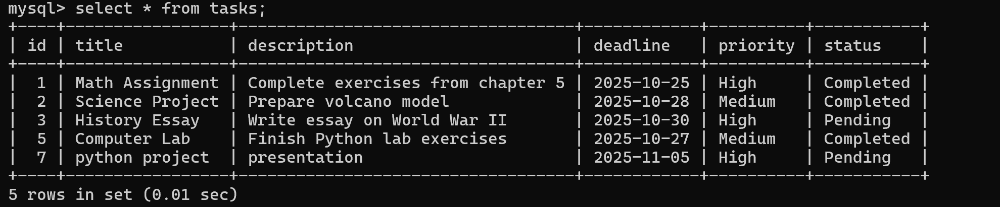 mysql> select * from tasks;
+----+-----------------+-----------------------------------+------------+----------+-----------+
| id | title           | description                       | deadline   | priority | status    |
+----+-----------------+-----------------------------------+------------+----------+-----------+
|  1 | Math Assignment | Complete exercises from chapter 5 | 2025-10-25 | High     | Completed |
|  2 | Science Project | Prepare volcano model             | 2025-10-28 | Medium   | Completed |
|  3 | History Essay   | Write essay on World War II       | 2025-10-30 | High     | Pending   |
|  5 | Computer Lab    | Finish Python lab exercises       | 2025-10-27 | Medium   | Completed |
|  7 | python project  | presentation                      | 2025-11-05 | High     | Pending   |
+----+-----------------+-----------------------------------+------------+----------+-----------+
5 rows in set (0.01 sec)